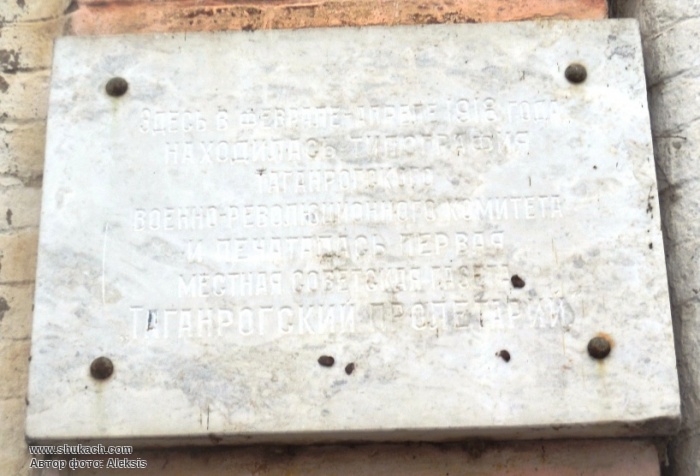 ЗДЕСЬ В ФЕВРАЛЕ-АПРЕЛЕ 1918 ГОДА
НАХОДИЛАСЬ ТИПОГРАФИЯ
ТАГАНРОГСКОГО
ВОЕННО-РЕВОЛЮЦИОННОГО КОМИТЕТА
И ПЕЧАТАЛАСЬ ПЕРВАЯ
МЕСТНАЯ СОВЕТСКАЯ ГАЗЕТА
ТАГАНРОГСКИЙ ПРОЛЕТАРИЙ
www.shukach.com
Автор фото: Aleksis